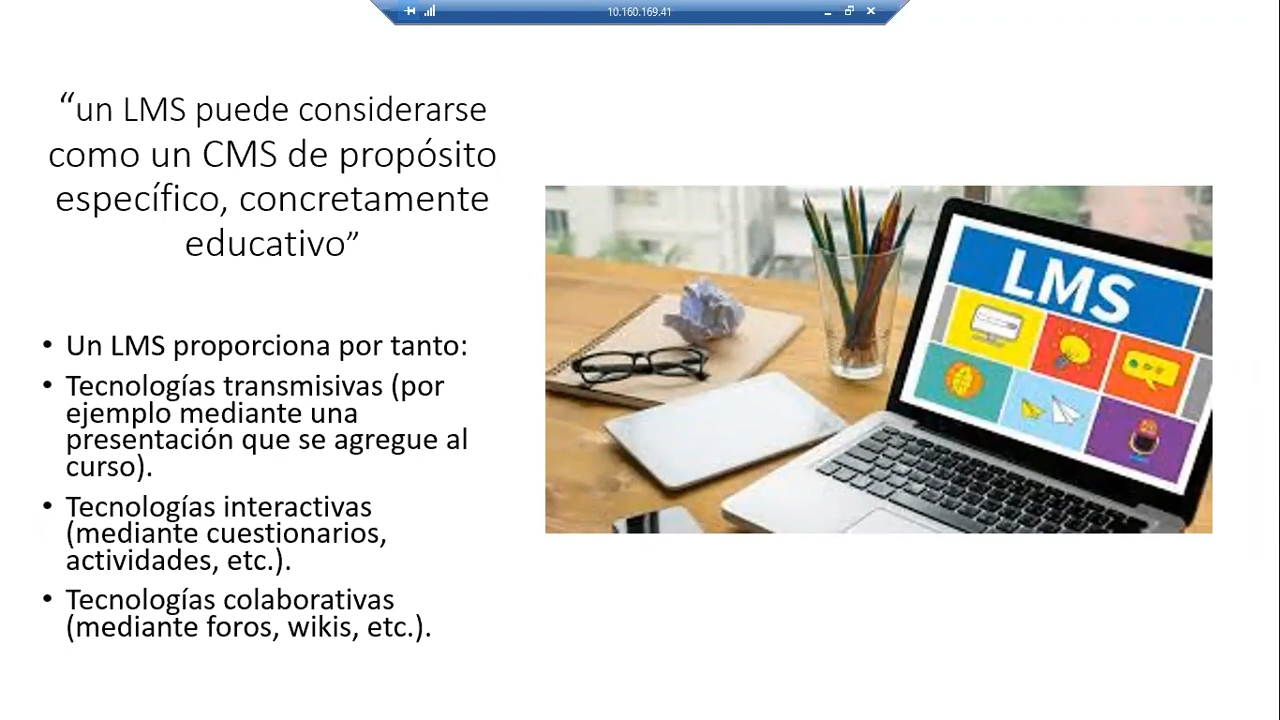 10.160.169.41
“un LMS puede considerarse
como un CMS de propósito
específico, concretamente
educativo”
• Un LMS proporciona por tanto:
• Tecnologías transmisivas (por
ejemplo mediante una
presentación que se agregue al
curso).
• Tecnologías interactivas
(mediante cuestionarios,
actividades, etc.).
• Tecnologías colaborativas
(mediante foros, wikis, etc.).
LMS